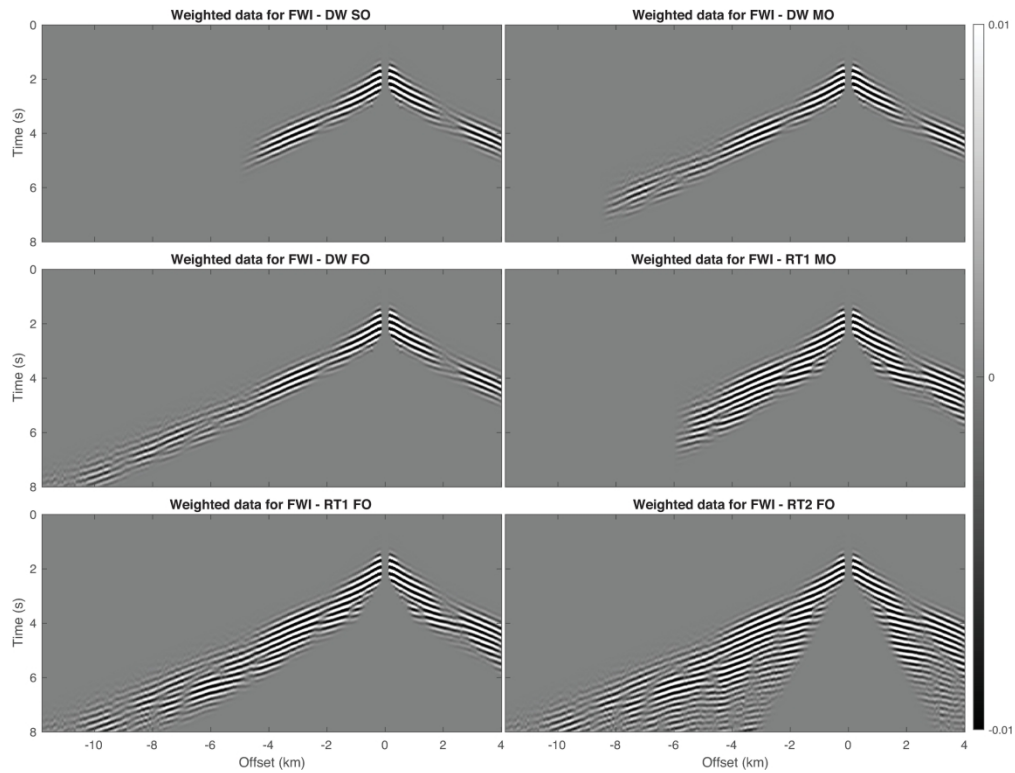 Weighted data for FWI - DW SO
Weighted data for FWI - DW MO
0
2
4
6
8
Time (s)
0.01
0
-0.01
Weighted data for FWI - DW FO
Weighted data for FWI - RT1 MO
0
2
4
6
8
Time (s)
Weighted data for FWI - RT1 FO
Weighted data for FWI - RT2 FO
0
2
4
6
8
Time (s)
-10 -8 -6 -4 -2 0 2 4
-10 -8 -6 -4 -2 0 2 4
Offset (km)
Offset (km)